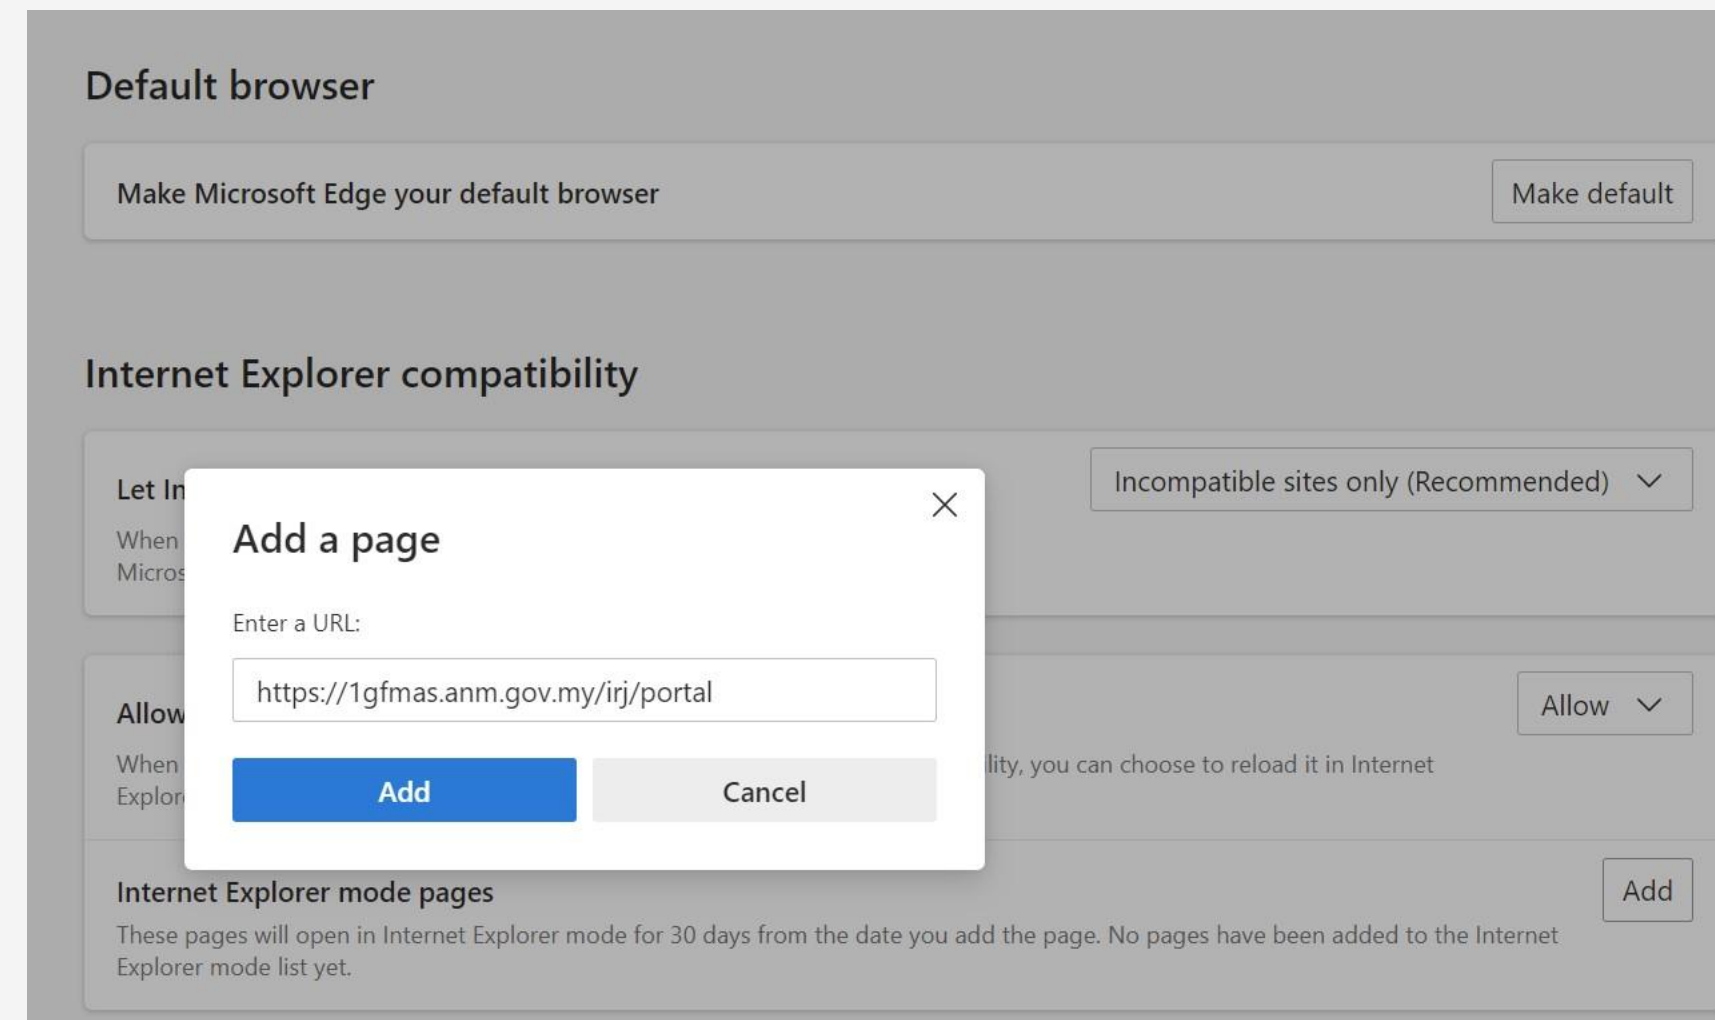 Default browser
Make Microsoft Edge your default browser
Make default
Internet Explorer compatibility
Let In
Incompatible sites only (Recommended)
When
Micros
Add a page
Enter a URL:
https://1gfmas.anm.gov.my/irj/portal
Add
Cancel
Allow
Allow
When
lity, you can choose to reload it in Internet
Explor
Internet Explorer mode pages
Add
These pages will open in Internet Explorer mode for 30 days from the date you add the page. No pages have been added to the Internet
Explorer mode list yet.